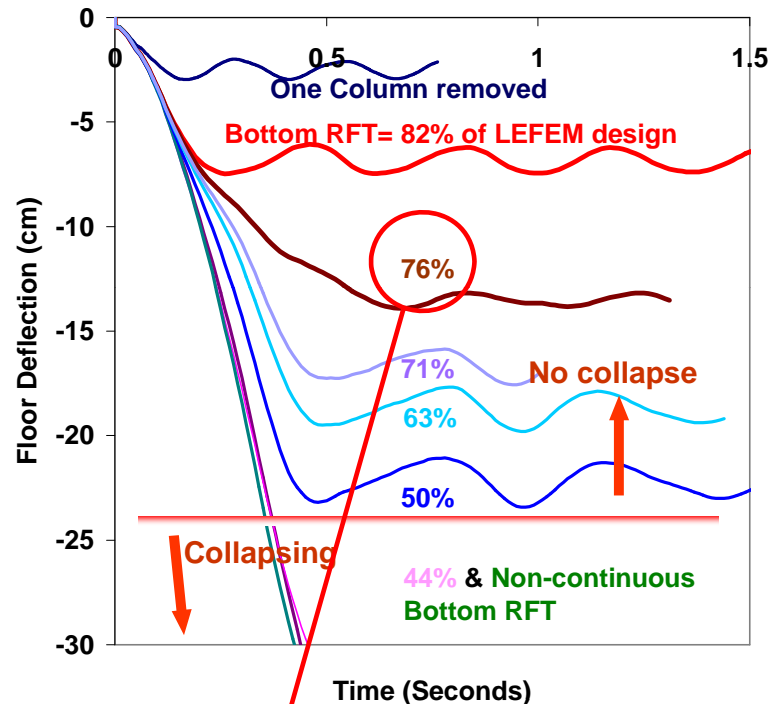 0
0
0.5
1
1.5
One Column removed
-5
Bottom RFT= 82% of LEFEM design
-10
76%
-15
71%
No collapse
63%
-20
50%
-25
Collapsing
44% & Non-continuous
Bottom RFT
-30
Floor Deflection (cm)
Time (Seconds)